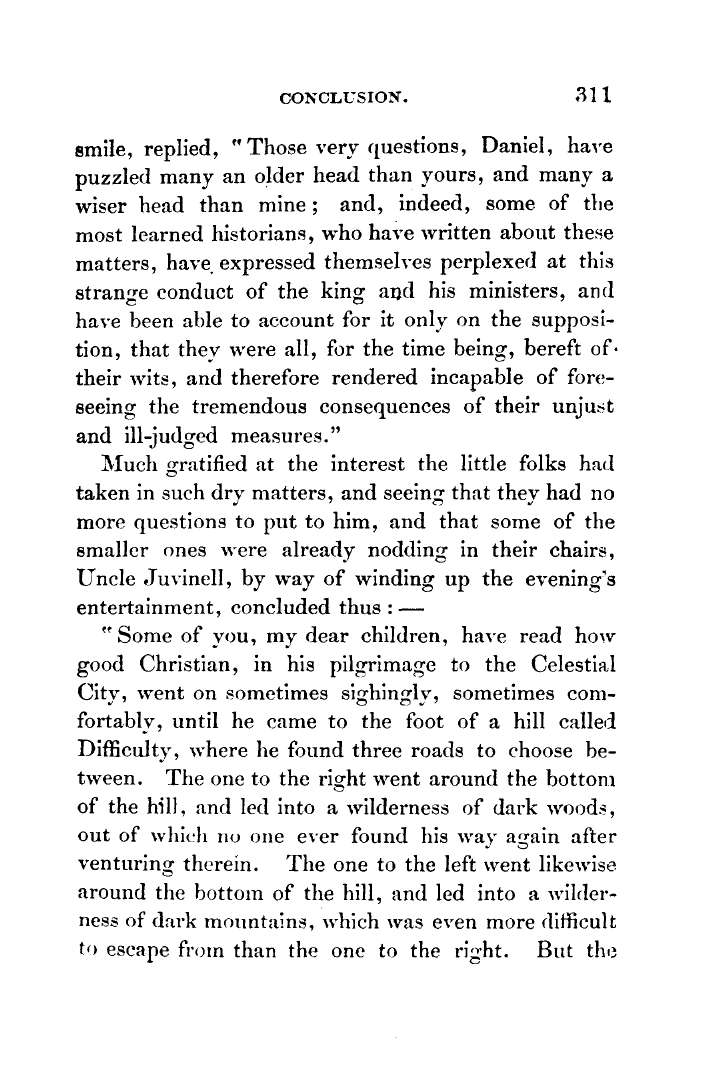 CONCLUSION. 311
smile, replied, "Those very questions, Daniel, have
puzzled many an older head than yours, and many a
wiser head than mine; and, indeed, some of the
most learned historians, who have written about these
matters, have expressed themselves perplexed at this
strange conduct of the king and his ministers, and
have been able to account for it only on the supposi-
tion, that they were all, for the time being, bereft of
their wits, and therefore rendered incapable of fore-
seeing the tremendous consequences of their unjust
and ill-judged measures."
Much gratified at the interest the little folks had
taken in such dry matters, and seeing that they had no
more questions to put to him, and that some of the
smaller ones were already nodding in their chairs,
Uncle Juvinell, by way of winding up the evening's
entertainment, concluded thus: —
"Some of you, my dear children, have read how
good Christian, in his pilgrimage to the Celestial
City, went on sometimes sighingly, sometimes com-
fortably, until he came to the foot of a hill called
Difficulty, where he found three roads to choose be-
tween. The one to the right went around the bottom
of the hill, and led into a wilderness of dark woods,
out of which no one ever found his way again after
venturing therein. The one to the left went likewise
around the bottom of the hill, and led into a wilder-
ness of dark mountains, which was even more difficult
to escape from than the one to the right. But the